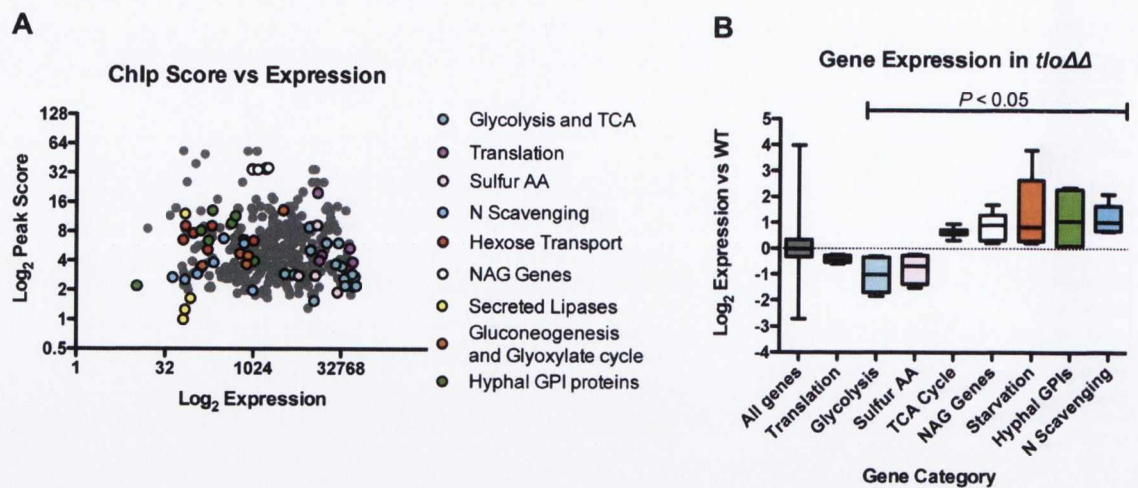 A
ChIp Score vs Expression
Log2 Peak Score
128
64
32
16
8
4
2
1
0.5
1
32
1024
32768
Log2 Expression
Glycolysis and TCA
Translation
Sulfur AA
N Scavenging
Hexose Transport
NAG Genes
Secreted Lipases
Gluconeogenesis
and Glyoxylate cycle
Hyphal GPI proteins
B
Gene Expression in tloΔΔ
P < 0.05
Log2 Expression vs WT
5
4
3
2
1
0
-1
-2
-3
-4
All genes
Translation
Glycolysis
Sulfur AA
TCA Cycle
NAG Genes
Starvation
Hyphal GPIs
N Scavenging
Gene Category